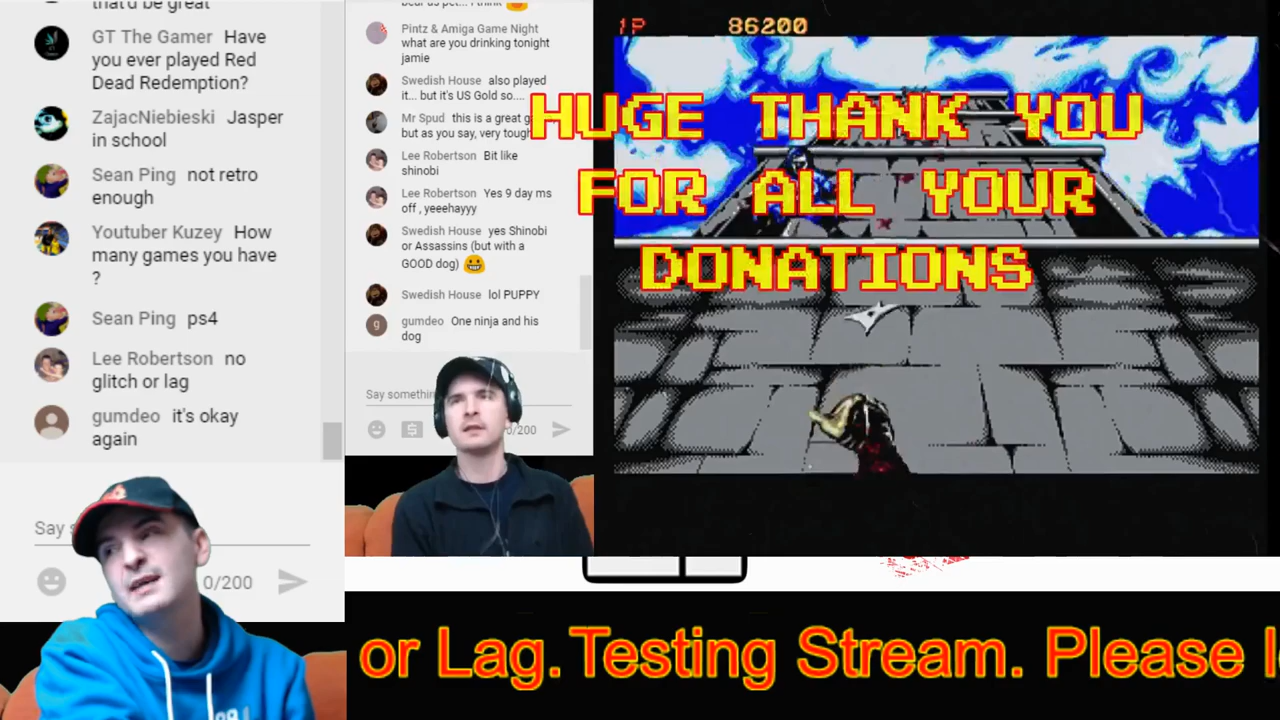 that'd be great
GT The Gamer Have
you ever played Red
Dead Redemption?
ZajacNiebieski Jasper
in school
Sean Ping not retro
enough
Youtuber Kuzey How
many games you have
?
Sean Ping ps4
Lee Robertson no
glitch or lag
gumdeo it's okay
again
Say
0/200
Pintz & Amiga Game Night
what are you drinking tonight
jamie
Swedish House also played
it... but it's US Gold so....
Mr Spud this is a great
but as you say, very tough
Lee Robertson Bit like
shinobi
Lee Robertson Yes 9 day ms
off , yeeehayyy
Swedish House yes Shinobi
or Assassins (but with a
GOOD dog)
Swedish House lol PUPPY
gumdeo One ninja and his
dog
Say somethin
0/200
1P 86200
HUGE THANK YOU
FOR ALL YOUR
DONATIONS
or Lag.Testing Stream. Please l